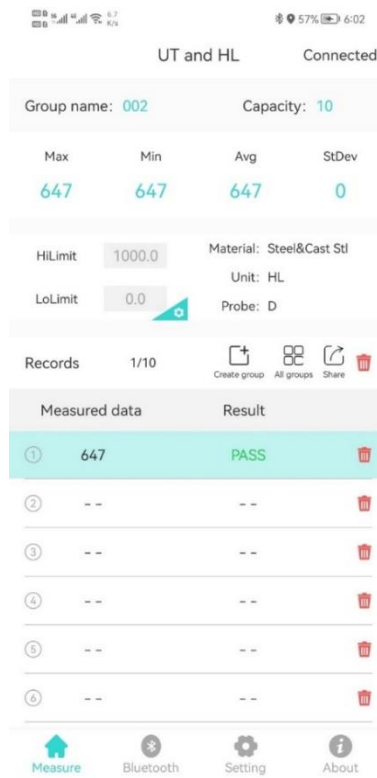 6.7 K/s 57% 6:02
UT and HL Connected
Group name: 002 Capacity: 10
Max Min Avg StDev
647 647 647 0
HiLimit 1000.0 Material: Steel&Cast Stl
Unit: HL
LoLimit 0.0 Probe: D
Records 1/10 Create group All groups Share
Measured data Result
1 647 PASS
2 -- --
3 -- --
4 -- --
5 -- --
6 -- --
Measure Bluetooth Setting About